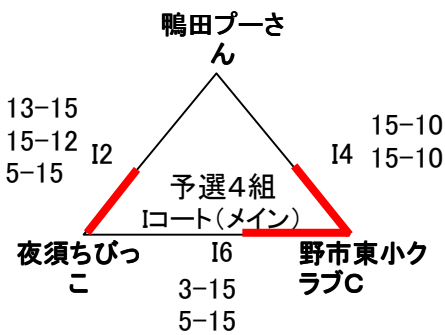 鴨田プーさ
ん
13-15
15-12
5-15
I2
15-10
15-10
I4
予選４組
Iコート（メイン）
夜須ちびっ
こ
I6
野市東小ク
ラブC
3-15
5-15